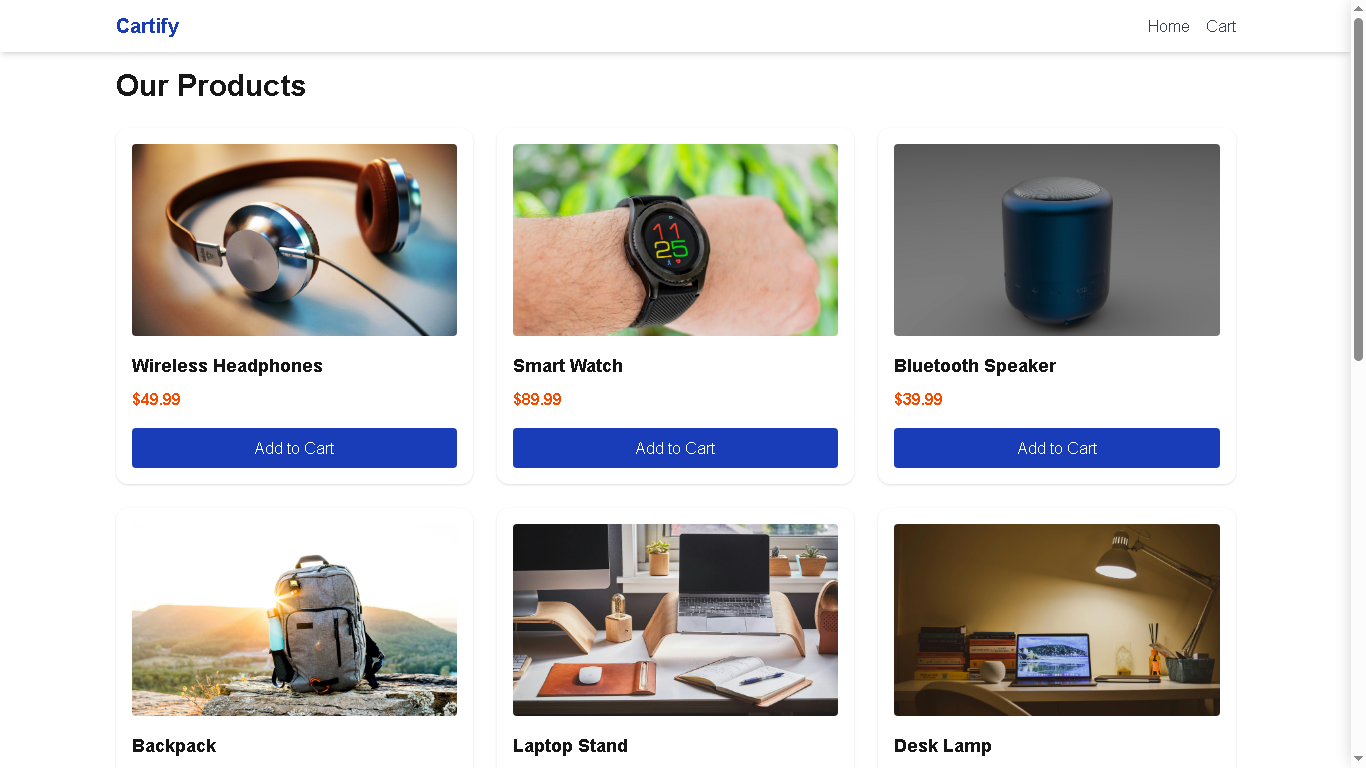 Cartify
Home Cart
Our Products
11
25
Wireless Headphones
Smart Watch
Bluetooth Speaker
$49.99
$89.99
$39.99
Add to Cart
Add to Cart
Add to Cart
Backpack
Laptop Stand
Desk Lamp